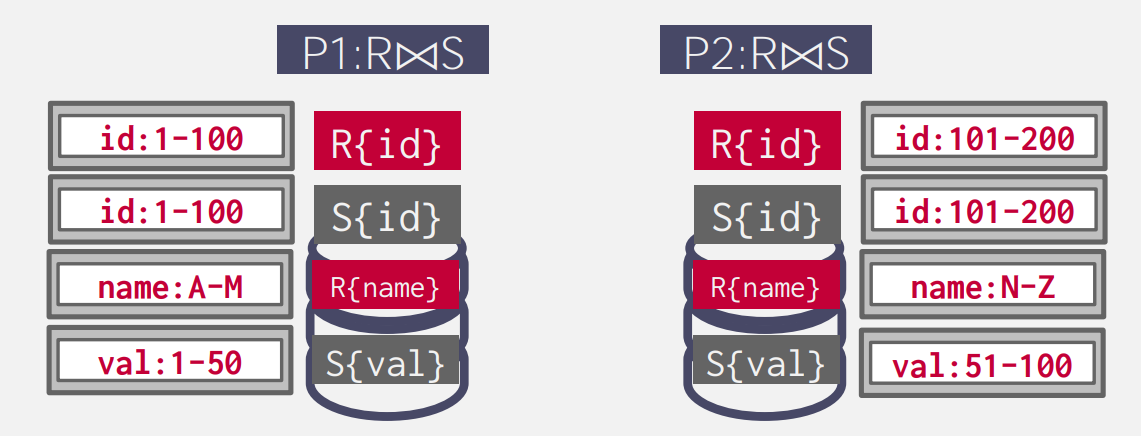 P1:R⋈S
P2:R⋈S
id:1-100
R{id}
R{id}
id:101-200
id:1-100
S{id}
S{id}
id:101-200
name:A-M
R{name}
R{name}
name:N-Z
val:1-50
S{val}
S{val}
val:51-100